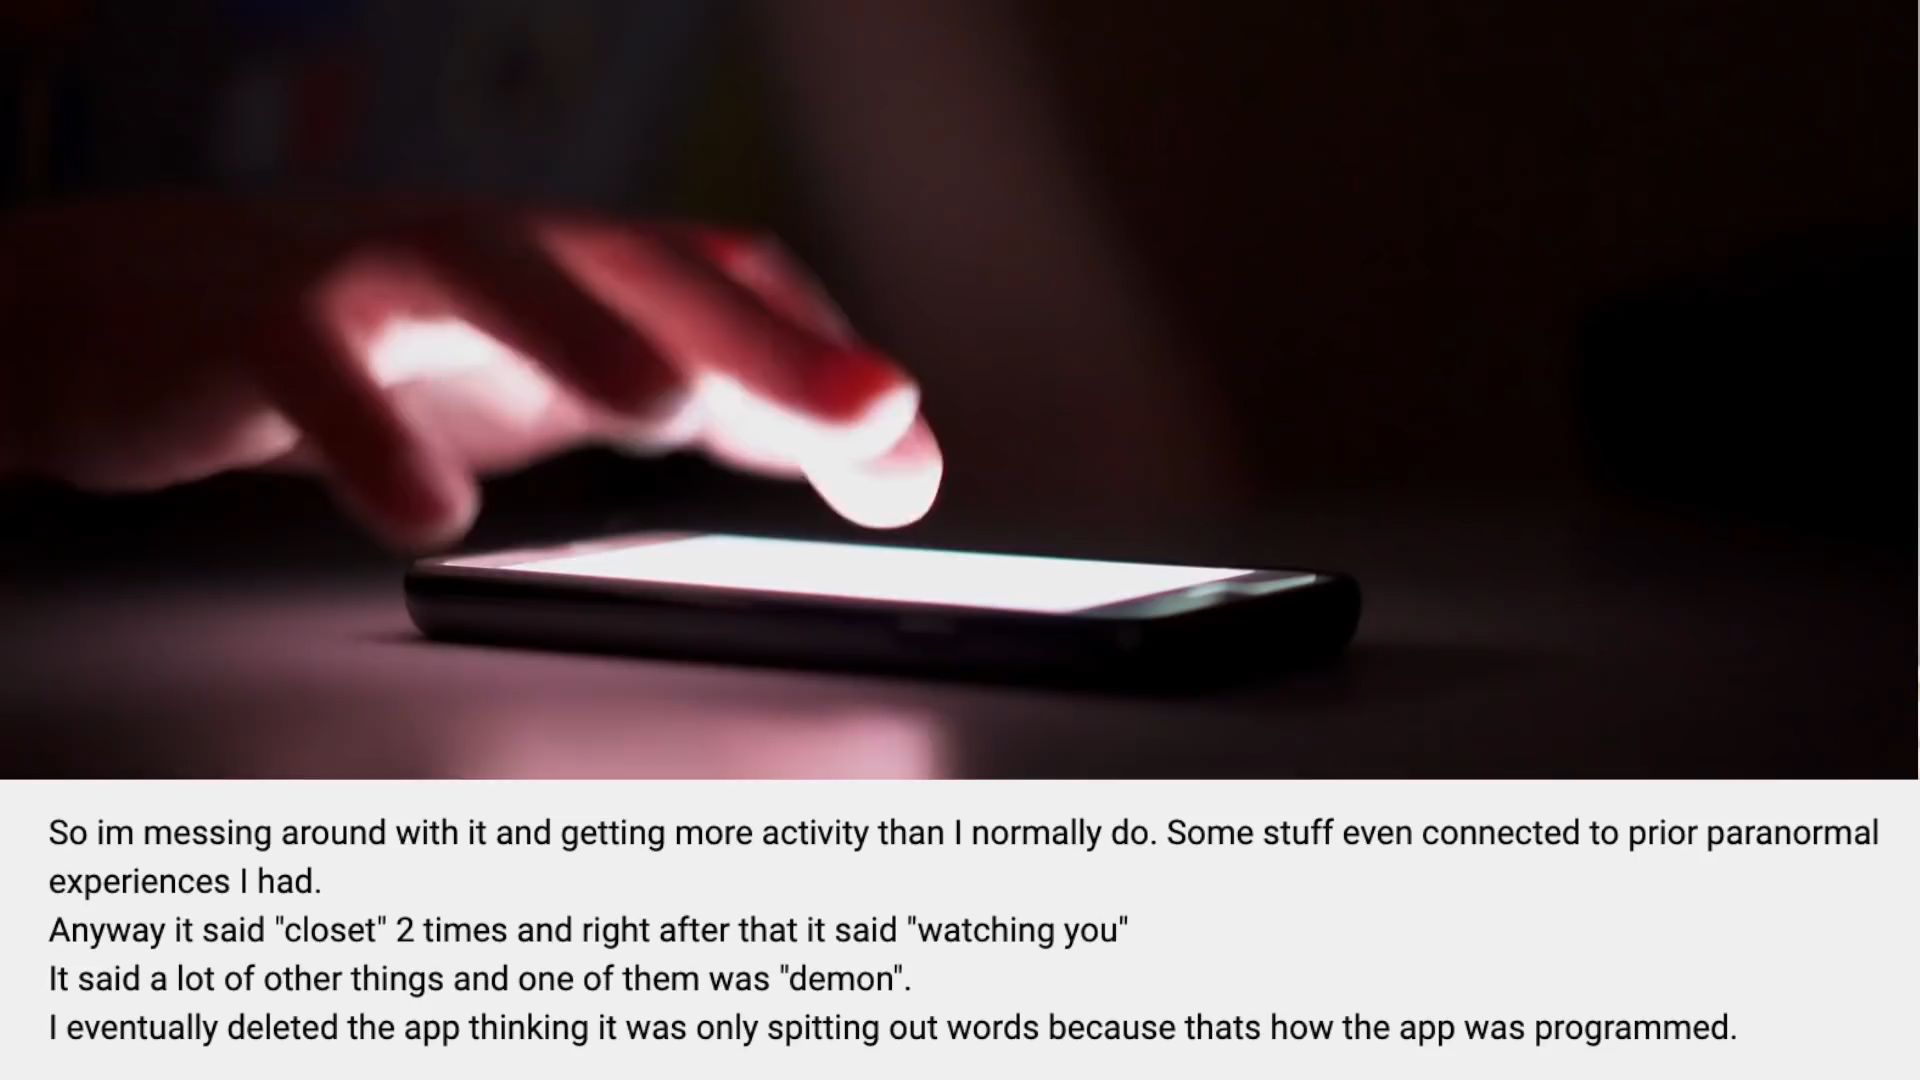 So im messing around with it and getting more activity than I normally do. Some stuff even connected to prior paranormal
experiences I had.
Anyway it said "closet" 2 times and right after that it said "watching you"
It said a lot of other things and one of them was "demon".
I eventually deleted the app thinking it was only spitting out words because thats how the app was programmed.